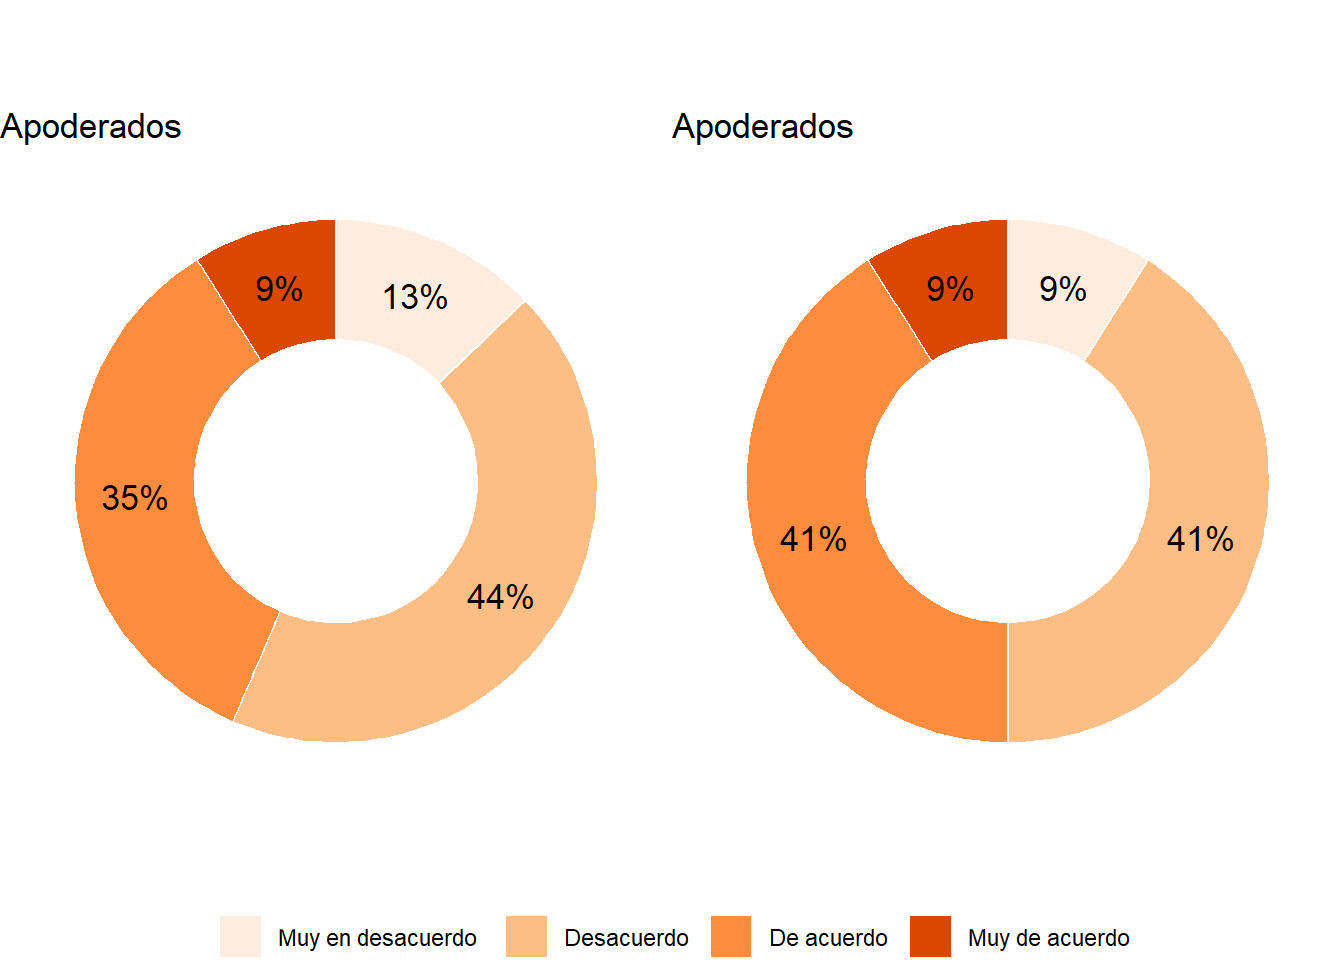 Apoderados
9%
13%
35%
44%
Apoderados
9%
9%
41%
41%
Muy en desacuerdo
Desacuerdo
De acuerdo
Muy de acuerdo